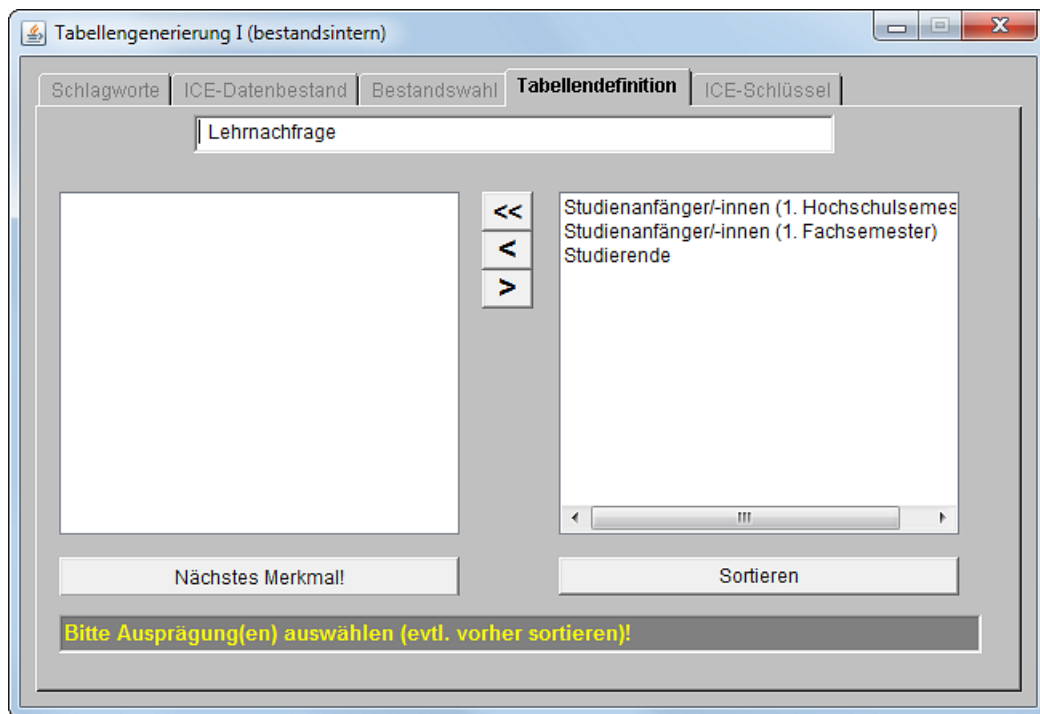 Tabellengenerierung I (bestandsintern)
Schlagworte ICE-Datenbestand Bestandswahl Tabellendefinition ICE-Schlüssel
Lehrnachfrage
<<
<
>
Studienanfänger/-innen (1. Hochschulsemes
Studienanfänger/-innen (1. Fachsemester)
Studierende
Nächstes Merkmal!
Sortieren
Bitte Ausprägung(en) auswählen (evtl. vorher sortieren)!